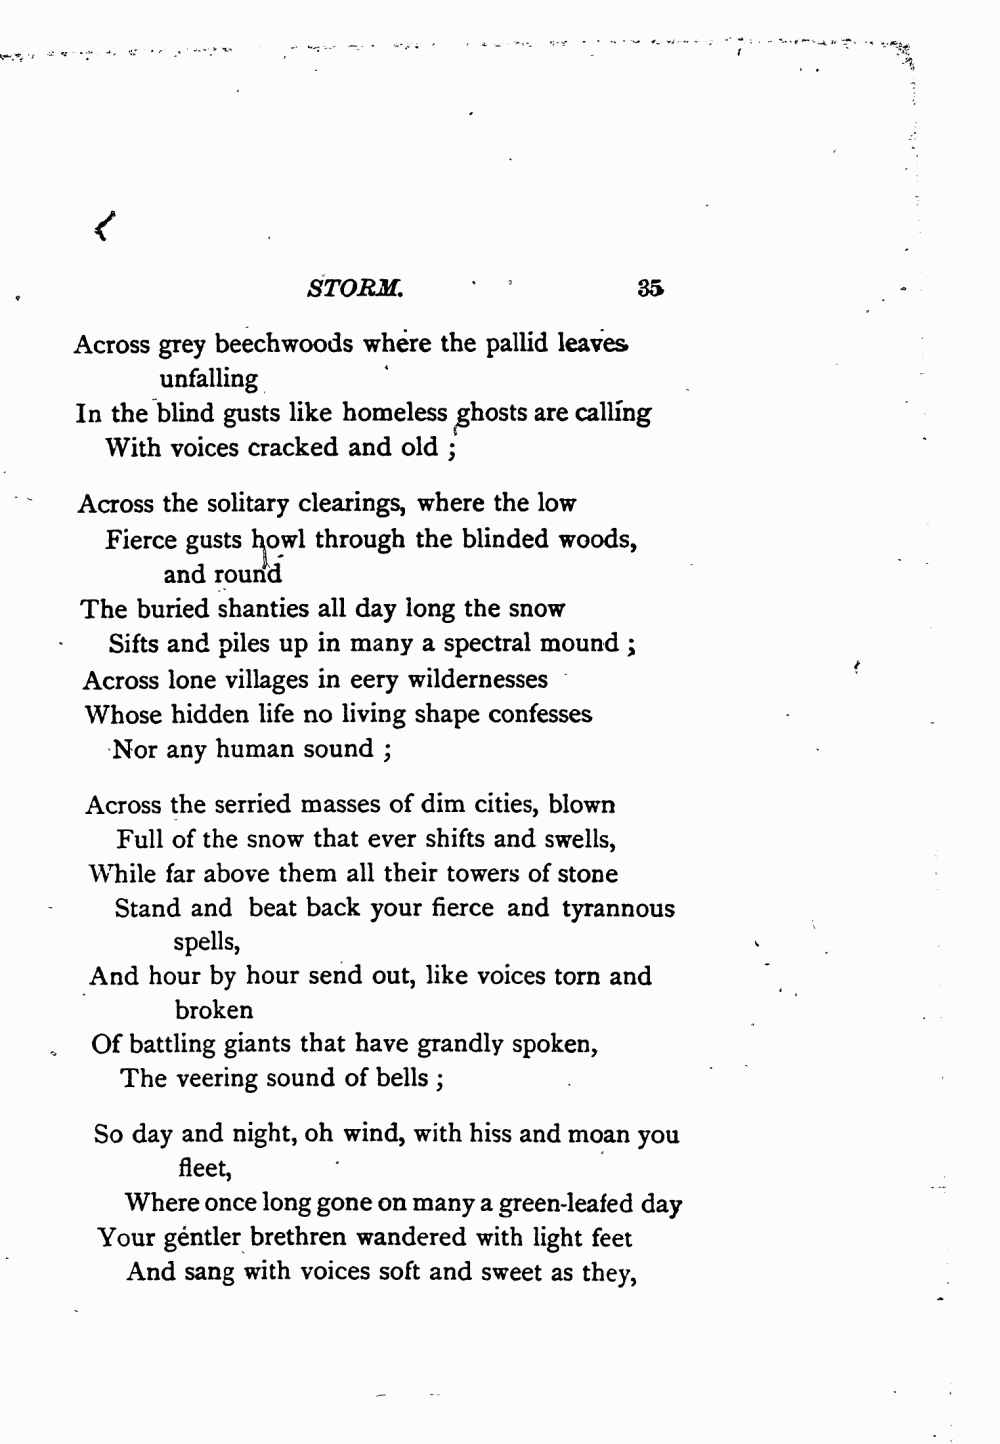 STORM. 35
Across grey beechwoods where the pallid leaves
unfalling
In the blind gusts like homeless ghosts are calling
With voices cracked and old ;
Across the solitary clearings, where the low
Fierce gusts howl through the blinded woods,
and round
The buried shanties all day long the snow
Sifts and piles up in many a spectral mound ;
Across lone villages in eery wildernesses
Whose hidden life no living shape confesses
Nor any human sound ;
Across the serried masses of dim cities, blown
Full of the snow that ever shifts and swells,
While far above them all their towers of stone
Stand and beat back your fierce and tyrannous
spells,
And hour by hour send out, like voices torn and
broken
Of battling giants that have grandly spoken,
The veering sound of bells ;
So day and night, oh wind, with hiss and moan you
fleet,
Where once long gone on many a green-leafed day
Your gentler brethren wandered with light feet
And sang with voices soft and sweet as they,